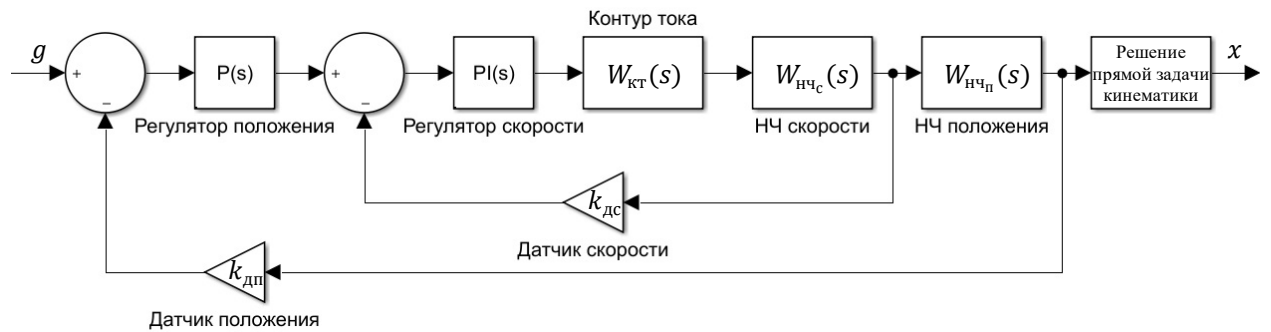 Контур тока
g
+
−
P(s)
Регулятор положения
+
−
PI(s)
Регулятор скорости
Wкт(s)
Wнчс(s)
НЧ скорости
Wнчп(s)
НЧ положения
Решение
прямой задачи
кинематики
x
kдс
Датчик скорости
kдп
Датчик положения